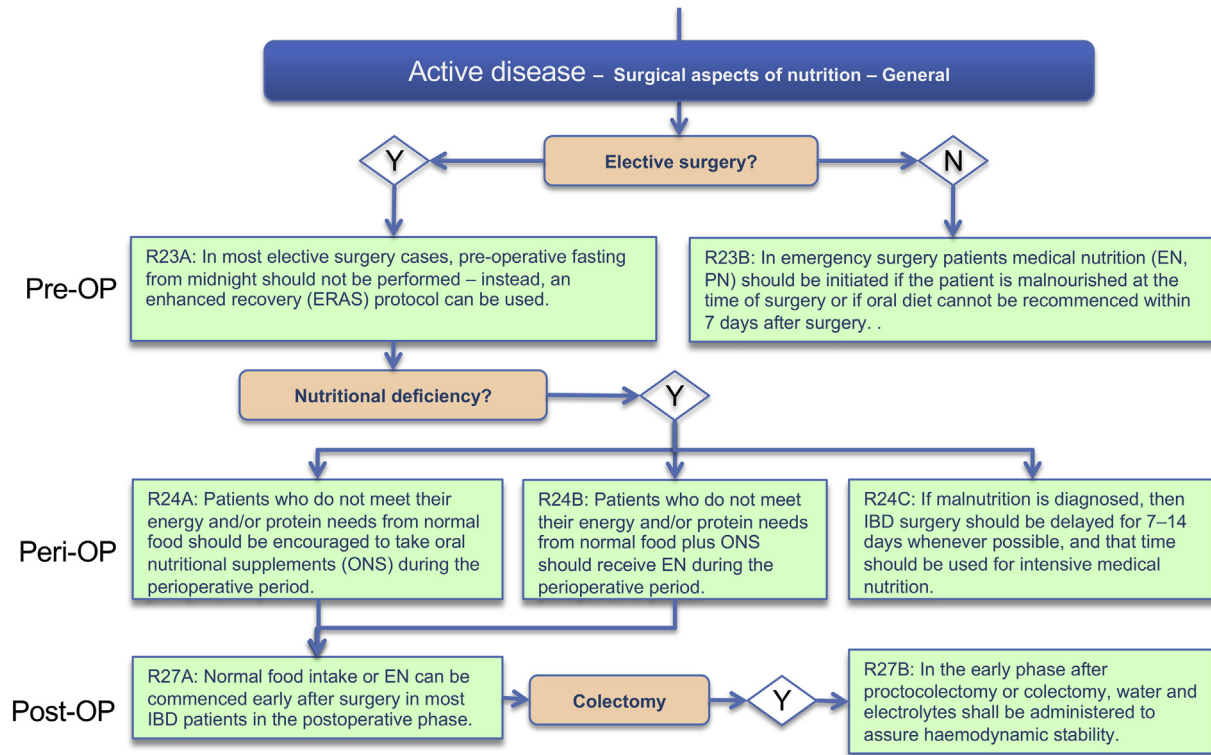 Active disease – Surgical aspects of nutrition – General
Y
Elective surgery?
N
Pre-OP
R23A: In most elective surgery cases, pre-operative fasting
from midnight should not be performed – instead, an
enhanced recovery (ERAS) protocol can be used.
R23B: In emergency surgery patients medical nutrition (EN,
PN) should be initiated if the patient is malnourished at the
time of surgery or if oral diet cannot be recommenced within
7 days after surgery. .
Nutritional deficiency?
Y
Peri-OP
R24A: Patients who do not meet their
energy and/or protein needs from normal
food should be encouraged to take oral
nutritional supplements (ONS) during the
perioperative period.
R24B: Patients who do not meet
their energy and/or protein needs
from normal food plus ONS
should receive EN during the
perioperative period.
R24C: If malnutrition is diagnosed, then
IBD surgery should be delayed for 7–14
days whenever possible, and that time
should be used for intensive medical
nutrition.
Post-OP
R27A: Normal food intake or EN can be
commenced early after surgery in most
IBD patients in the postoperative phase.
Colectomy
Y
R27B: In the early phase after
proctocolectomy or colectomy, water and
electrolytes shall be administered to
assure haemodynamic stability.